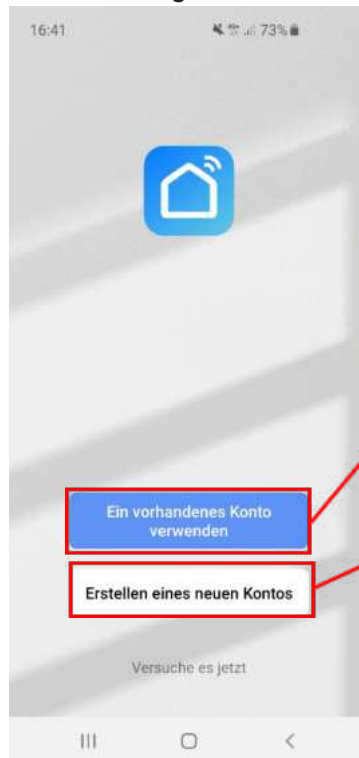 16:41 73%
Ein vorhandenes Konto
verwenden
Erstellen eines neuen Kontos
Versuche es jetzt